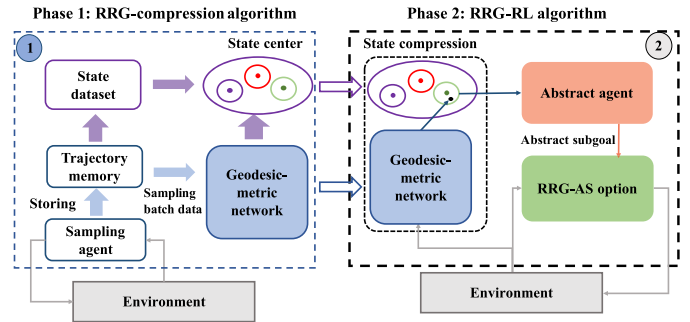 Phase 1: RRG-compression algorithm
Phase 2: RRG-RL algorithm
1
State center
State
dataset
Trajectory
memory
Storing
Sampling
batch data
Geodesic-
metric
network
Sampling
agent
Environment
2
State compression
Geodesic-
metric
network
Abstract agent
Abstract subgoal
RRG-AS option
Environment